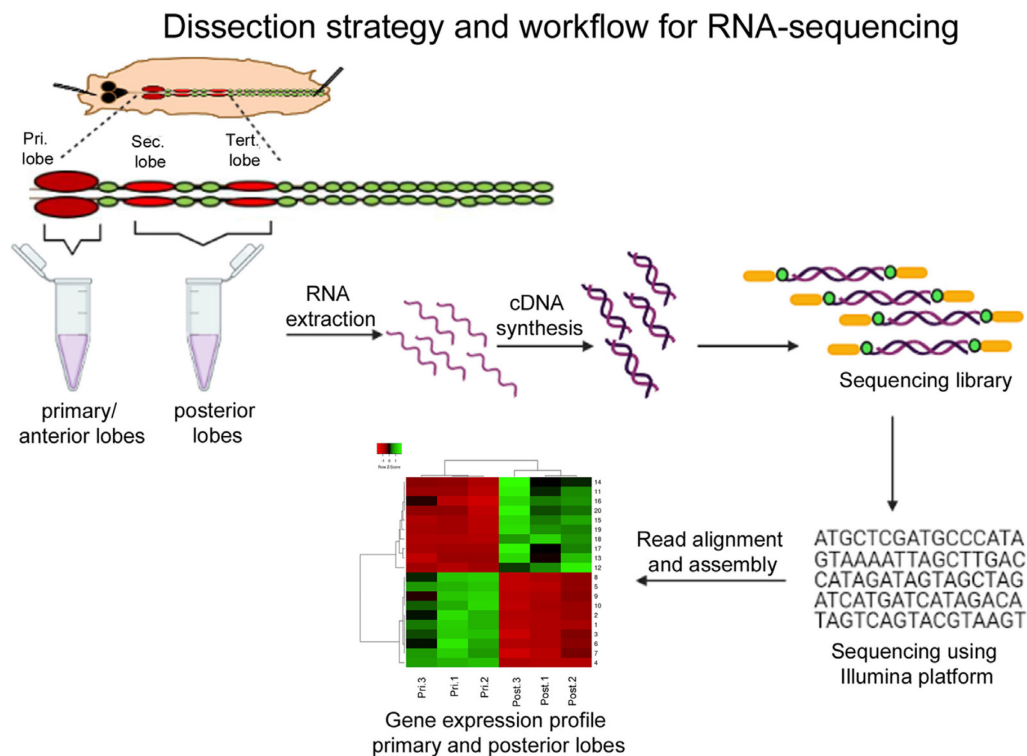 Dissection strategy and workflow for RNA-sequencing
Pri.
lobe
Sec.
lobe
Tert.
lobe
RNA
extraction
cDNA
synthesis
Sequencing library
primary/
anterior lobes
posterior
lobes
Row Z-Score
14
11
16
20
15
19
18
17
13
12
8
5
9
10
2
1
3
6
7
4
Pri.3
Pri.1
Pri.2
Post.3
Post.1
Post.2
Gene expression profile
primary and posterior lobes
Read alignment
and assembly
ATGCTCGATGCCCATA
GTAAAATTAGCTTGAC
CATAGATAGTAGCTAG
ATCATGATCATAGACA
TAGTCAGTACGTAAGT
Sequencing using
Illumina platform